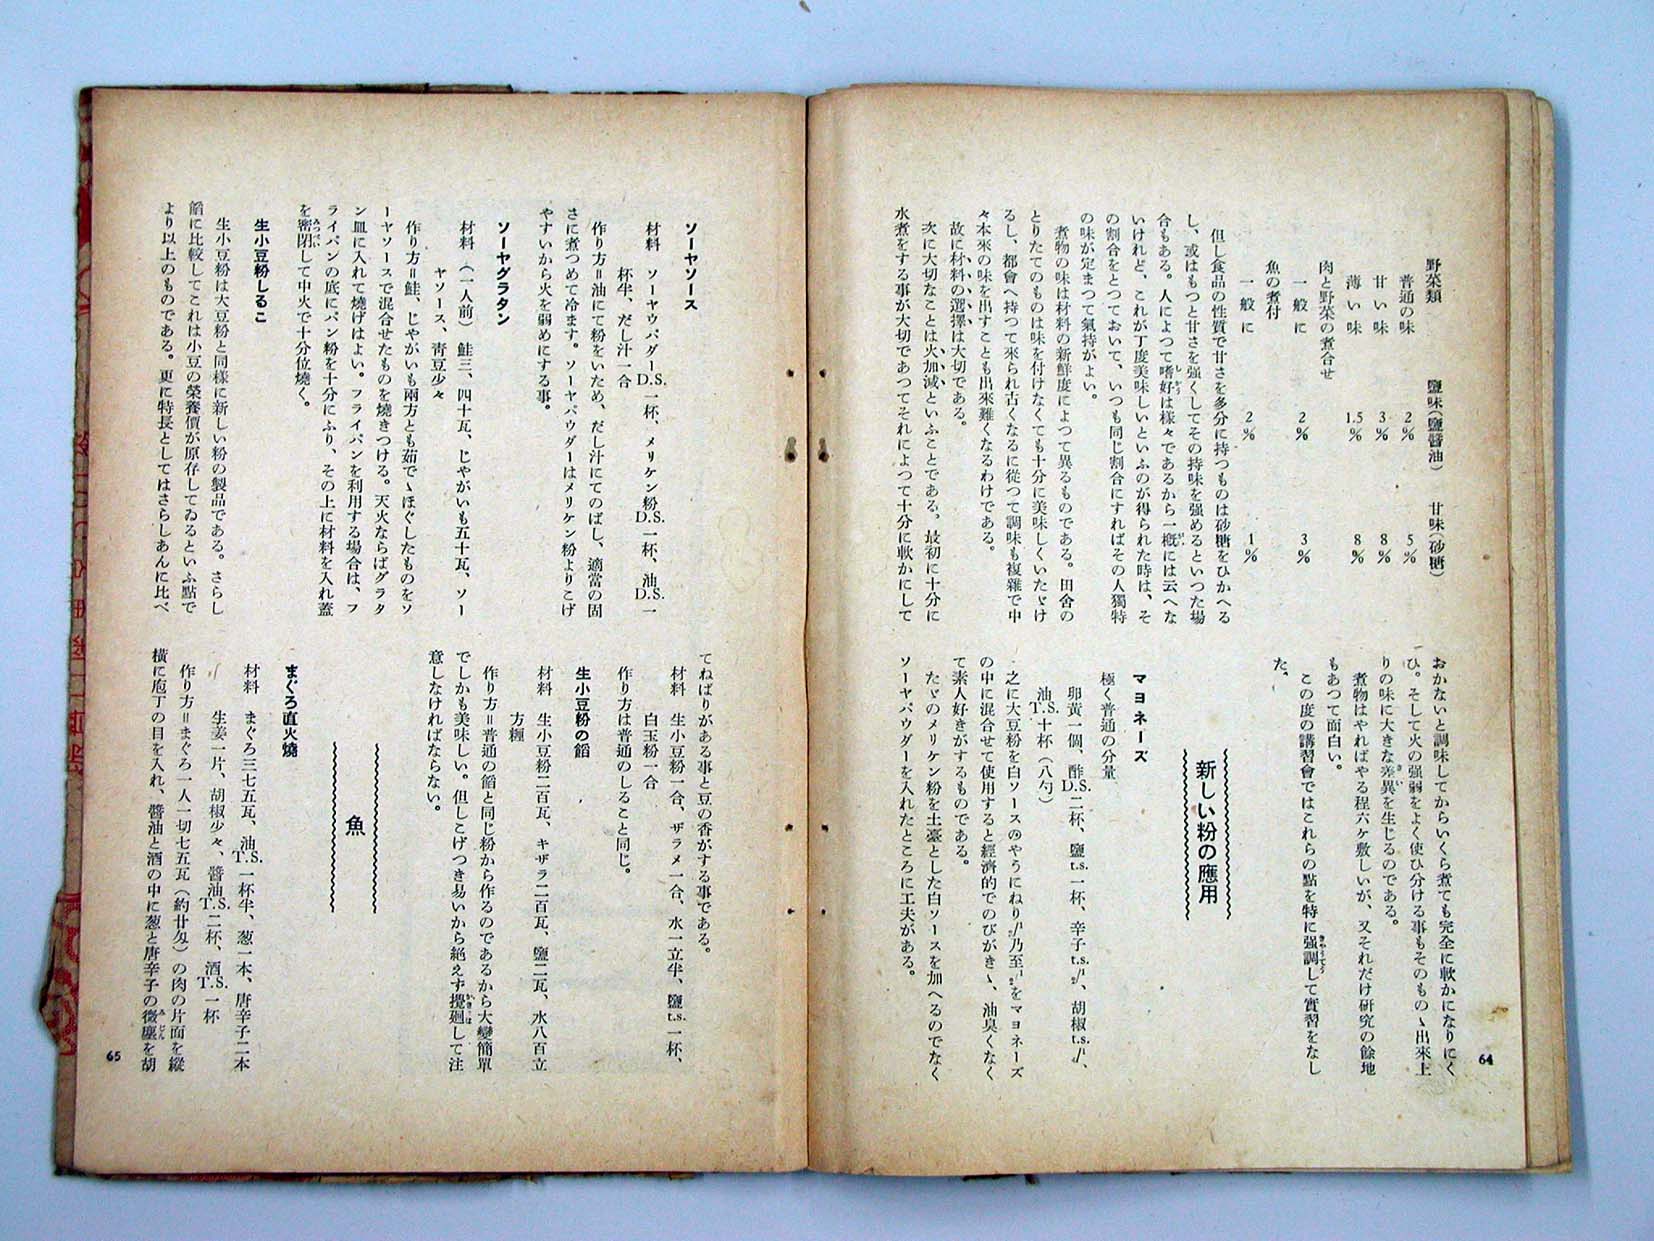 野菜類　鹽味（鹽醤油）　甘味（砂糖）
普通の味　2%　5%
甘い味　3%　8%
薄い味　1.5%　8%
肉と野菜の煮合せ
一般に　2%　3%
魚の煮付
一般に　2%　1%
但し食品の性質で甘さを多分に持つものは砂糖をひかへる
し、或はもつと甘さを強くしてその持味を強めるといつた場
合もある。人によつて嗜好は様々であるから一概には云へな
いけれど、これが丁度美味しいといふのが得られた時は、そ
の割合をとつておいて、いつも同じ割合にすればその人獨特
の味が定まつて氣持がよい。
煮物の味は材料の新鮮度によつて異るものである。田舎の
とりたてのものは味を付けなくても十分に美味しくいたゞけ
るし、都會へ持つて來られ古くなるに從つて調味も複雜で中
々本來の味を出すことも出來難くなるわけである。
故に材料の選擇は大切である。
次に大切なことは火加減といふことである。最初に十分に
水煮をする事が大切であつてそれによつて十分に軟かにして
おかないと調味してからいくら煮ても完全に軟かになりにく
ひ。そして火の強弱をよく使ひ分ける事もそのものゝ出來上
りの味に大きな差異を生じるのである。
煮物はやればやる程六ケ敷しいが、又それだけ研究の餘地
もあつて面白い。
この度の講習會ではこれらの點を特に強調して實習をなし
た。
新しい粉の應用
マヨネーズ
極く普通の分量
卵黄一個、酢D.S.二杯、鹽t.s.一杯、辛子t.s.、胡椒t.s.、
油T.S.十杯（八勺）
之に大豆粉を白ソースのやうにねり乃至をマヨネーズ
の中に混合せて使用すると經濟的でのびがきゝ、油臭くなく
て素人好きがするものである。
たゞのメリケン粉を土臺とした白ソースを加へるのでなく
ソーヤパウダーを入れたところに工夫がある。
64
ソーヤソース
材料　ソーヤウパダーD.S.一杯、メリケン粉D.S.一杯、油D.S.一
杯半、だし汁一合
作り方＝油にて粉をいため、だし汁にてのばし、適當の固
さに煮つめて冷ます。ソーヤパウダーはメリケン粉よりこげ
やすいから火を弱めにする事。
ソーヤグラタン
材料　（一人前）鮭三、四十瓦、じやがいも五十瓦、ソー
ヤソース、青豆少々
作り方＝鮭、じやがいも兩方とも茹でゝほぐしたものをソ
ーヤソースで混合せたものを燒きつける。天火ならばグラタ
ン皿に入れて燒けばよい。フライパンを利用する場合は、フ
ライパンの底にパン粉を十分にふり、その上に材料を入れ蓋
を密閉して中火で十分位燒く。
生小豆粉しるこ
生小豆粉は大豆粉と同樣に新しい粉の製品である。さらし
餡に比較してこれは小豆の榮養價が原存してゐるといふ點で
より以上のものである。更に特長としてはさらしあんに比べ
てねばりがある事と豆の香がする事である。
材料　生小豆粉一合、ザラメ一合、水一立半、鹽t.s.一杯、
白玉粉一合
作り方は普通のしること同じ。
生小豆粉の餡
材料　生小豆粉二百瓦、キザラ二百瓦、鹽二瓦、水八百立
方糎
作り方＝普通の餡と同じ粉から作るのであるから大變簡單
でしかも美味しい。但しこげつき易いから絶えず攪廻して注
意しなければならない。
魚
まぐろ直火燒
材料　まぐろ三七五瓦、油T.S.一杯半、葱一本、唐辛子二本
生姜一片、胡椒少々、醤油T.S.二杯、酒T.S.一杯
作り方＝まぐろ一人一切七五瓦（約廿匁）の肉の片面を縱
横に庖丁の目を入れ、醤油と酒の中に葱と唐辛子の微塵を胡
65